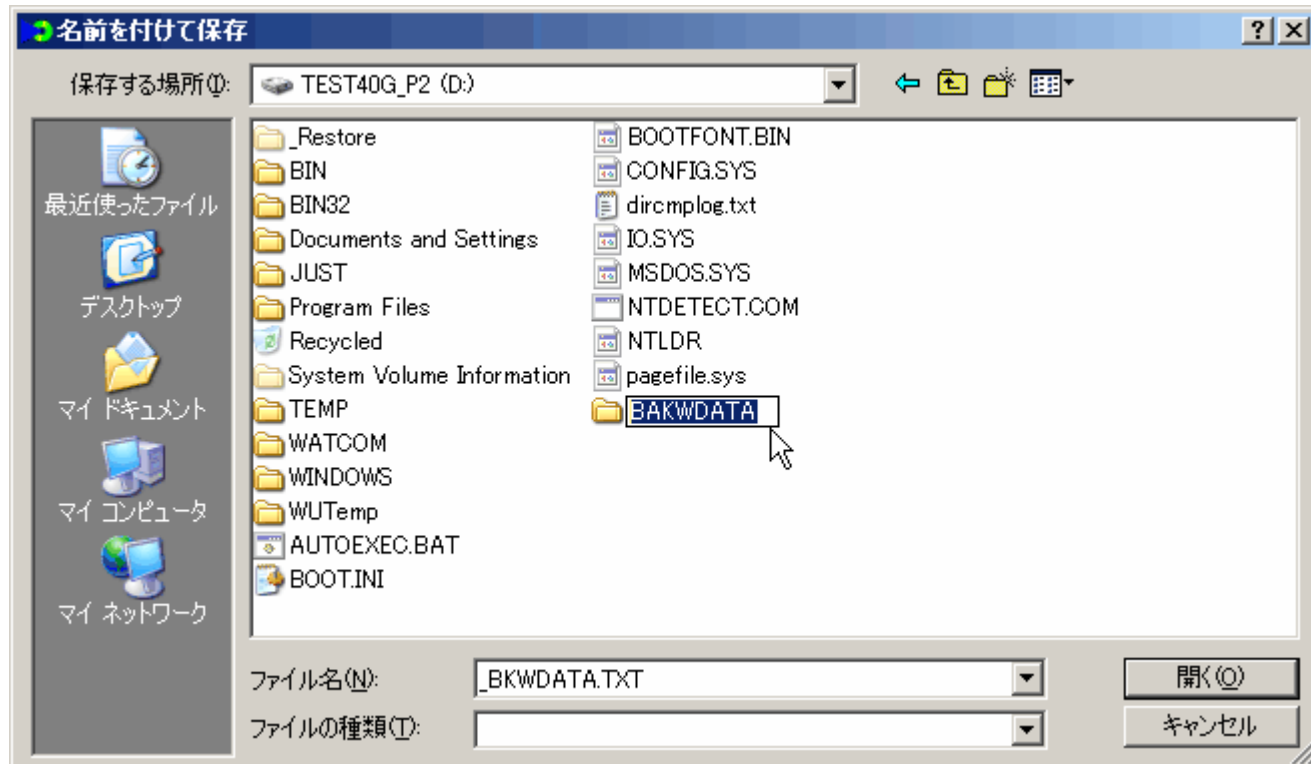 名前を付けて保存
保存する場所(I):
TEST40G_P2 (D:)
最近使ったファイル
デスクトップ
マイ ドキュメント
マイ コンピュータ
マイ ネットワーク
_Restore
BIN
BIN32
Documents and Settings
JUST
Program Files
Recycled
System Volume Information
TEMP
WATCOM
WINDOWS
WUTemp
AUTOEXEC.BAT
BOOT.INI
BOOTFONT.BIN
CONFIG.SYS
dircmplog.txt
IO.SYS
MSDOS.SYS
NTDETECT.COM
NTLDR
pagefile.sys
BAKWDATA
ファイル名(N):
_BKWDATA.TXT
開く(O)
ファイルの種類(T):
キャンセル